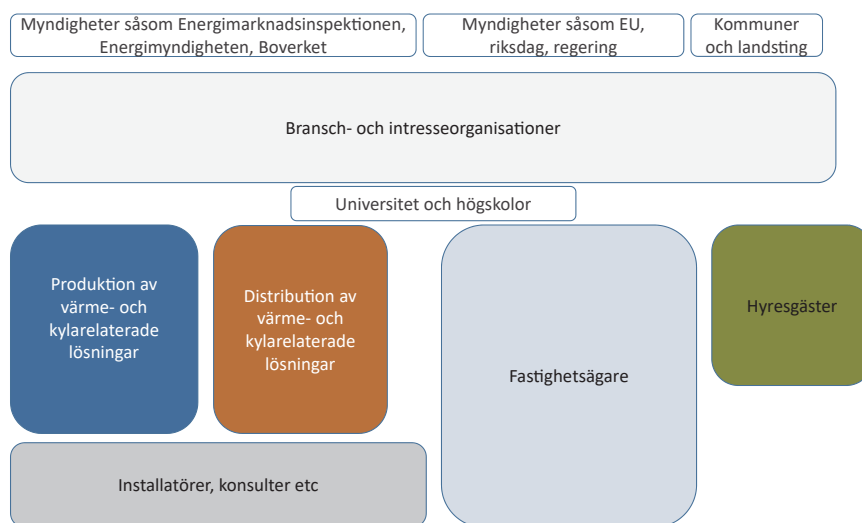 Myndigheter såsom Energimarknadsinspektionen,
Energimyndigheten, Boverket
Myndigheter såsom EU,
riksdag, regering
Kommuner
och landsting
Bransch- och intresseorganisationer
Universitet och högskolor
Produktion av
värme- och
kylarelaterade
lösningar
Distribution av
värme- och
kylarelaterade
lösningar
Fastighetsägare
Hyresgäster
Installatörer, konsulter etc